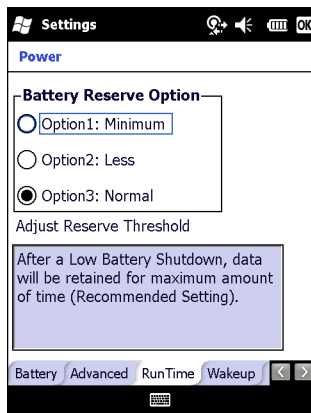 Settings
OK
Power
Battery Reserve Option
Option1: Minimum
Option2: Less
Option3: Normal
Adjust Reserve Threshold
After a Low Battery Shutdown, data
will be retained for maximum amount
of time (Recommended Setting).
Battery Advanced RunTime Wakeup